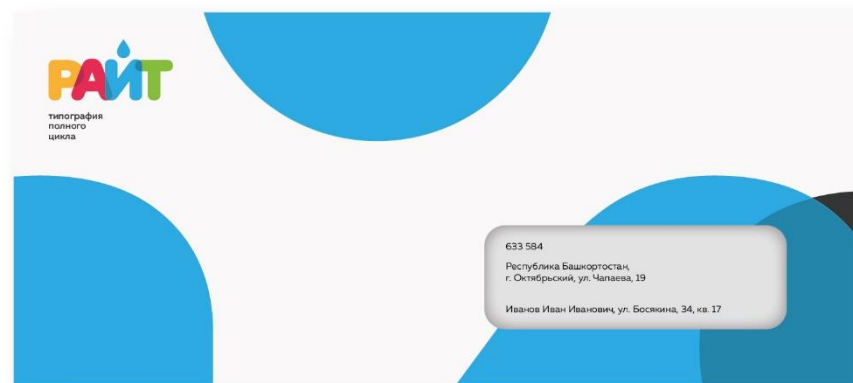 РАЙТ
типография
полного
цикла
633 584
Республика Башкортостан,
г. Октябрьский, ул. Чапаева, 19
Иванов Иван Иванович, ул. Босякина, 34, кв. 17